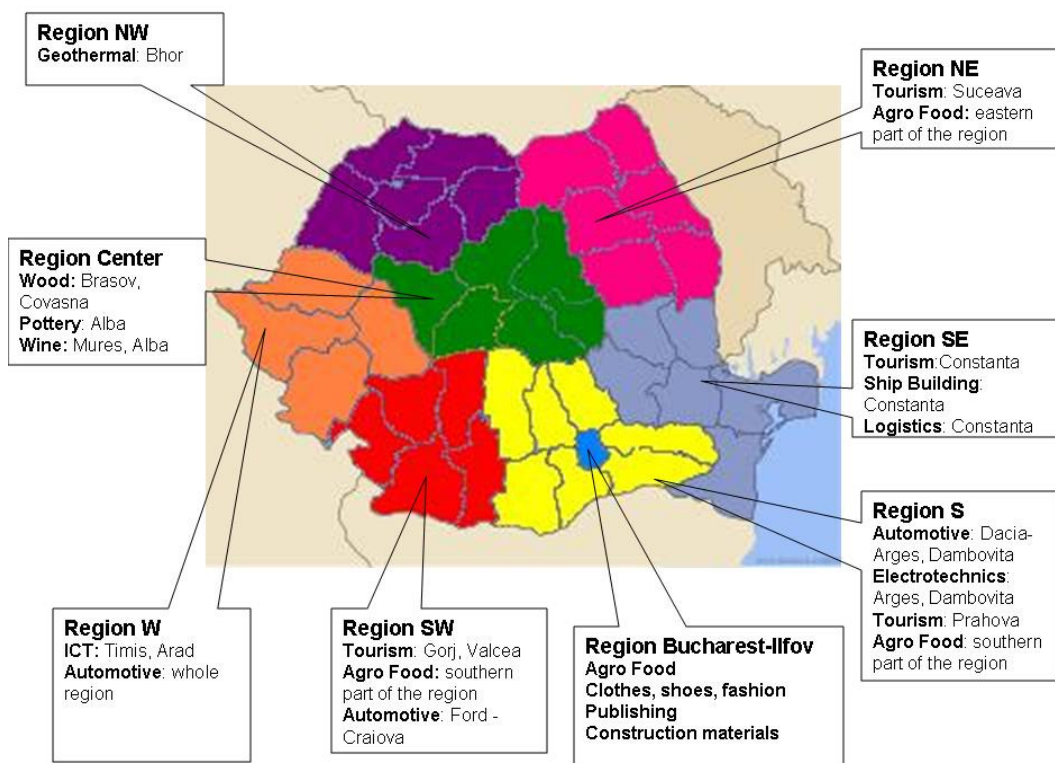 Region NW
Geothermal: Bhor
Region NE
Tourism: Suceava
Agro Food: eastern
part of the region
Region Center
Wood: Brasov,
Covasna
Pottery: Alba
Wine: Mures, Alba
Region SE
Tourism:Constanta
Ship Building:
Constanta
Logistics: Constanta
Region S
Automotive: Dacia-
Arges, Dambovita
Electrotechnics:
Arges, Dambovita
Tourism: Prahova
Agro Food: southern
part of the region
Region W
ICT: Timis, Arad
Automotive: whole
region
Region SW
Tourism: Gorj, Valcea
Agro Food: southern
part of the region
Automotive: Ford -
Craiova
Region Bucharest-Ilfov
Agro Food
Clothes, shoes, fashion
Publishing
Construction materials